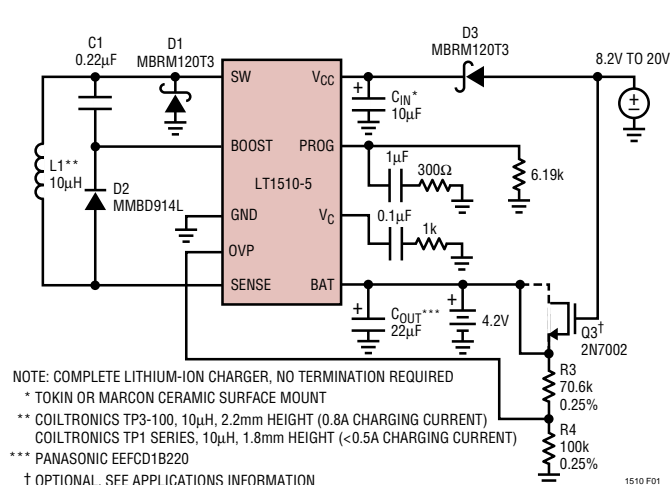 C1
0.22µF
D1
MBRM120T3
D3
MBRM120T3
8.2V TO 20V
SW
VCC
CIN*
10µF
BOOST
PROG
1µF
300Ω
6.19k
L1**
10µH
D2
MMBD914L
LT1510-5
GND
VC
0.1µF
1k
OVP
SENSE
BAT
COUT***
22µF
4.2V
Q3†
2N7002
R3
70.6k
0.25%
R4
100k
0.25%
NOTE: COMPLETE LITHIUM-ION CHARGER, NO TERMINATION REQUIRED
* TOKIN OR MARCON CERAMIC SURFACE MOUNT
** COILTRONICS TP3-100, 10µH, 2.2mm HEIGHT (0.8A CHARGING CURRENT)
COILTRONICS TP1 SERIES, 10µH, 1.8mm HEIGHT (<0.5A CHARGING CURRENT)
*** PANASONIC EEFCD1B220
† OPTIONAL, SEE APPLICATIONS INFORMATION
1510 F01